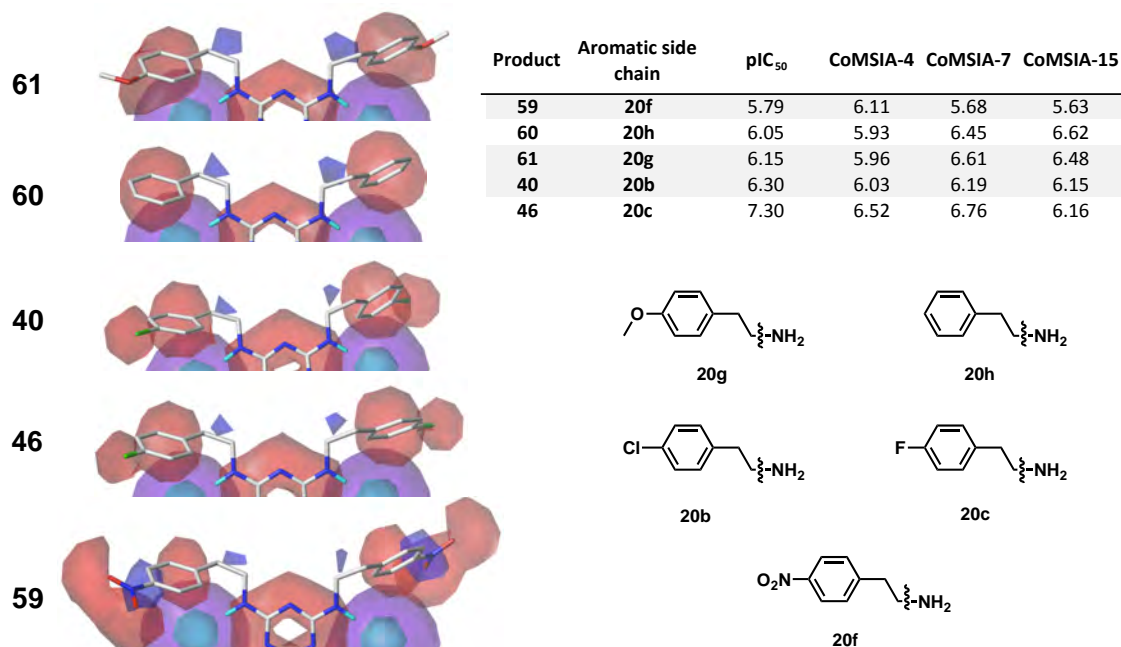 61
60
40
46
59
Product Aromatic side chain pIC₅₀ CoMSIA-4 CoMSIA-7 CoMSIA-15
59 20f 5.79 6.11 5.68 5.63
60 20h 6.05 5.93 6.45 6.62
61 20g 6.15 5.96 6.61 6.48
40 20b 6.30 6.03 6.19 6.15
46 20c 7.30 6.52 6.76 6.16
O NH₂
20g
NH₂
20h
Cl NH₂
20b
F NH₂
20c
O₂N NH₂
20f